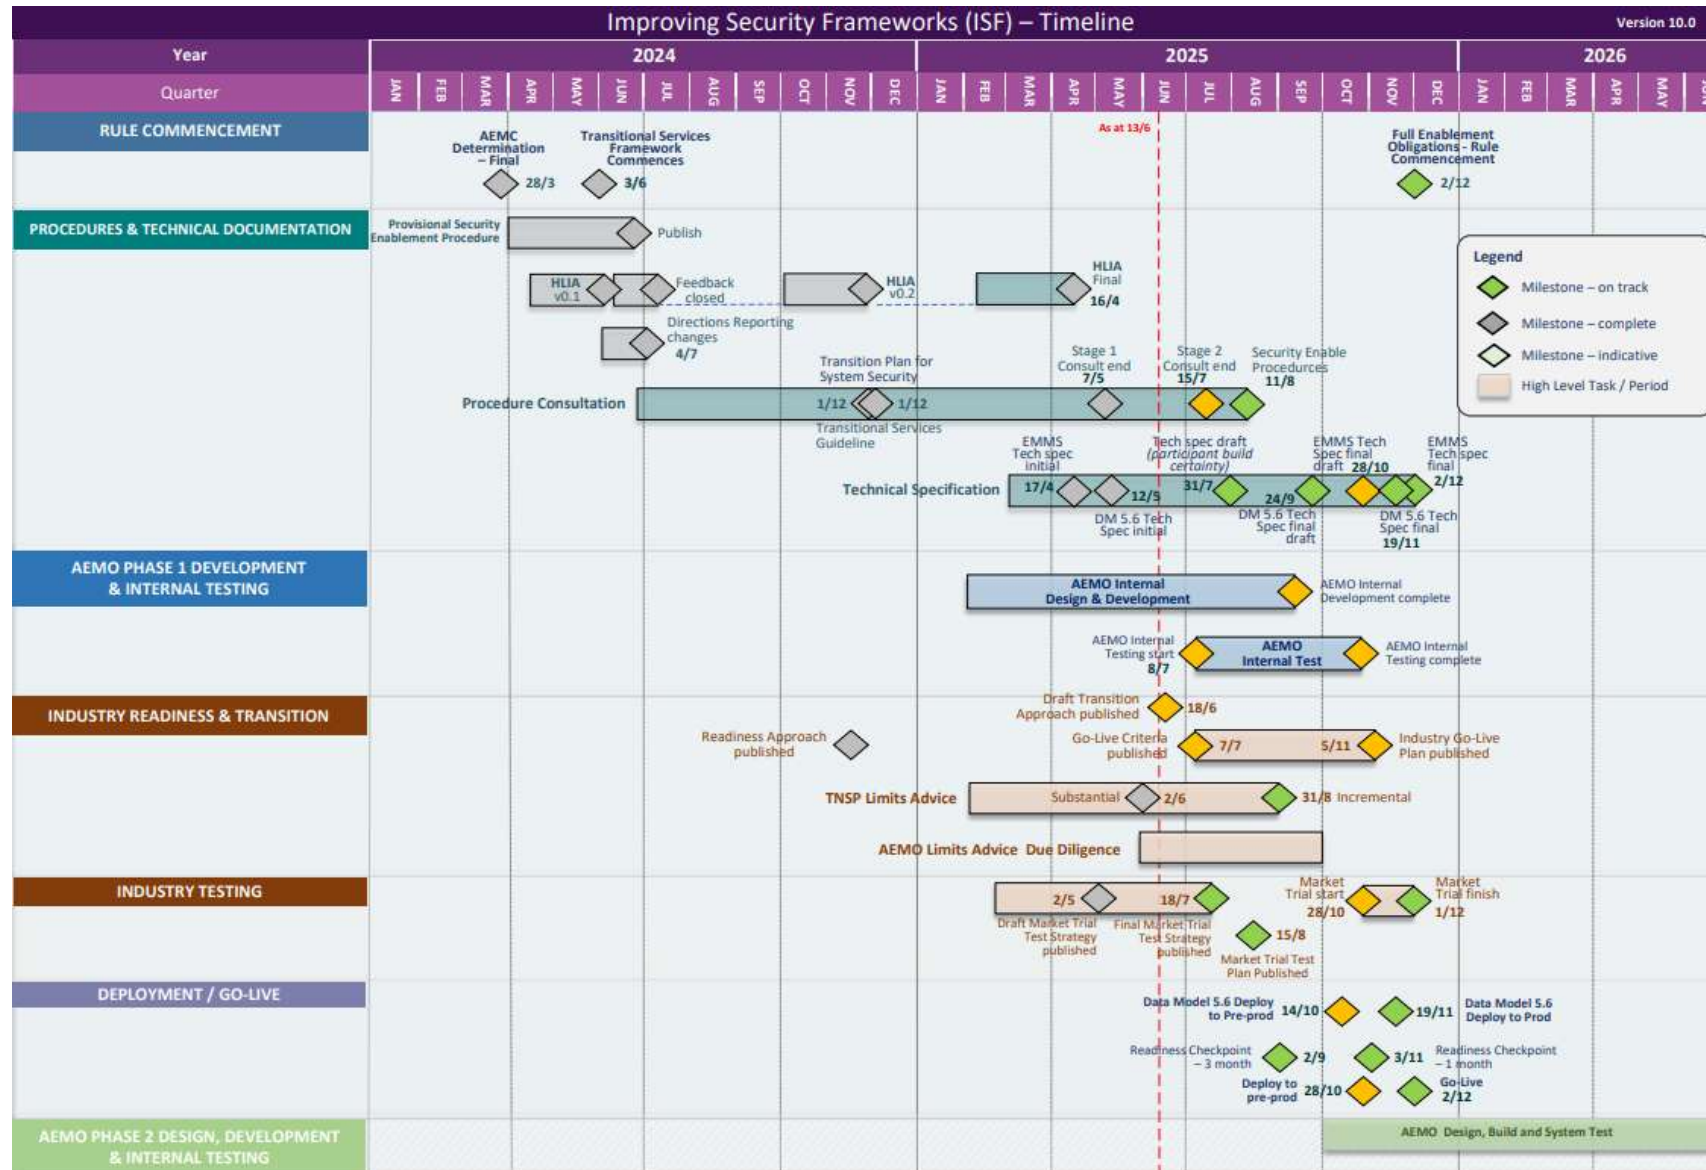 Improving Security Frameworks (ISF) – Timeline
Version 10.0
Year
2024
2025
2026
Quarter
JAN
FEB
MAR
APR
MAY
JUN
JUL
AUG
SEP
OCT
NOV
DEC
JAN
FEB
MAR
APR
MAY
JUN
JUL
AUG
SEP
OCT
NOV
DEC
JAN
FEB
MAR
APR
MAY
RULE COMMENCEMENT
AEMC
Determination
– Final
28/3
Transitional Services
Framework
Commences
3/6
As at 13/6
Full Enablement
Obligations - Rule
Commencement
2/12
PROCEDURES & TECHNICAL DOCUMENTATION
Provisional Security
Enablement Procedure
Publish
HLIA
v0.1
Feedback
closed
HLIA
v0.2
HLIA
Final
16/4
Directions Reporting
changes
4/7
Procedure Consultation
Transition Plan for
System Security
1/12
1/12
Transitional Services
Guideline
Stage 1
Consult end
7/5
Stage 2
Consult end
15/7
Security Enable
Procedurces
11/8
Technical Specification
EMMS
Tech spec
initial
17/4
12/5
DM 5.6 Tech
Spec initial
Tech spec draft
(participant build
certainty)
31/7
24/9
DM 5.6 Tech
Spec final
draft
EMMS Tech
Spec final
draft 28/10
DM 5.6 Tech
Spec final
19/11
EMMS
Tech spec
final
2/12
Legend
Milestone – on track
Milestone – complete
Milestone – indicative
High Level Task / Period
AEMO PHASE 1 DEVELOPMENT
& INTERNAL TESTING
AEMO Internal
Design & Development
AEMO Internal
Development complete
AEMO Internal
Testing start
8/7
AEMO
Internal Test
AEMO Internal
Testing complete
INDUSTRY READINESS & TRANSITION
Draft Transition
Approach published
18/6
Readiness Approach
published
Go-Live Criteria
published
7/7
5/11
Industry Go-Live
Plan published
TNSP Limits Advice
Substantial
2/6
31/8 Incremental
AEMO Limits Advice Due Diligence
INDUSTRY TESTING
2/5
Draft Market Trial
Test Strategy
published
18/7
Final Market Trial
Test Strategy
published
15/8
Market Trial Test
Plan Published
Market
Trial start
28/10
Market
Trial finish
1/12
DEPLOYMENT / GO-LIVE
Data Model 5.6 Deploy
to Pre-prod
14/10
19/11
Data Model 5.6
Deploy to Prod
Readiness Checkpoint
– 3 month
2/9
3/11
Readiness Checkpoint
– 1 month
Deploy to
pre-prod
28/10
Go-Live
2/12
AEMO PHASE 2 DESIGN, DEVELOPMENT
& INTERNAL TESTING
AEMO Design, Build and System Test